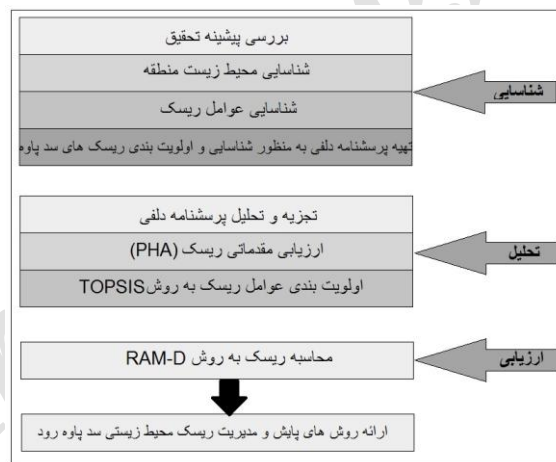 بررسی پیشینه تحقیق
شناسایی محیط زیست منطقه
شناسایی عوامل ریسک
تهیه پرسشنامه دلفی به منظور شناسایی و اولویت بندی ریسک های سد پاوه
شناسایی
تجزیه و تحلیل پرسشنامه دلفی
ارزیابی مقدماتی ریسک (PHA)
اولویت بندی عوامل ریسک به روش TOPSIS
تحلیل
محاسبه ریسک به روش RAM-D
ارزیابی
ارائه روش های پایش و مدیریت ریسک محیط زیستی سد پاوه رود